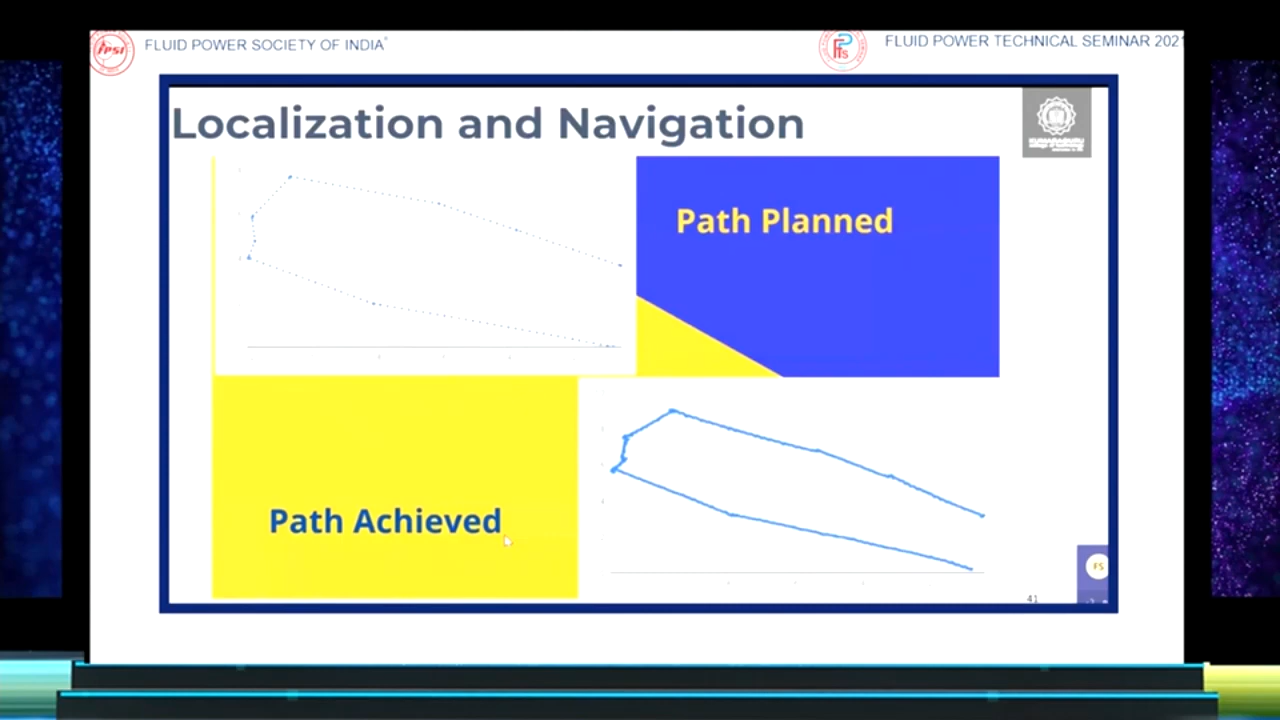 FPSI
FLUID POWER SOCIETY OF INDIA
FLUID POWER TECHNICAL SEMINAR 2021
Localization and Navigation
Path Planned
Path Achieved
FS
41